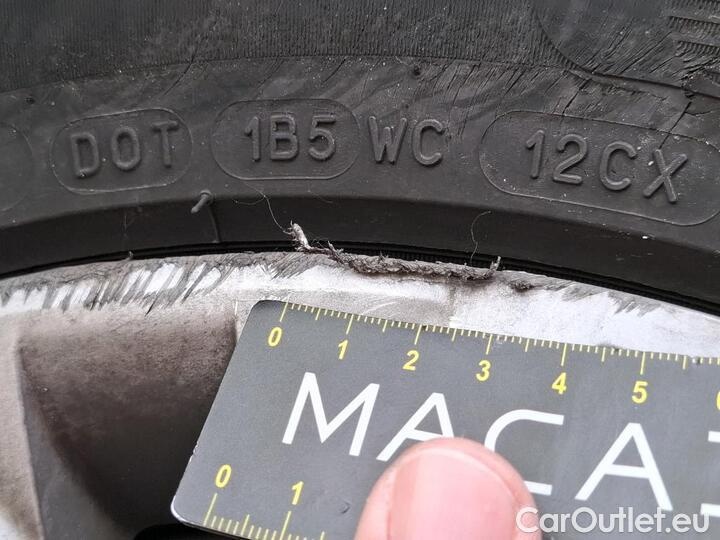 DOT 1B5 WC 12CX
0 1 2 3 4 5
MACA
0 1
CarOutlet.eu